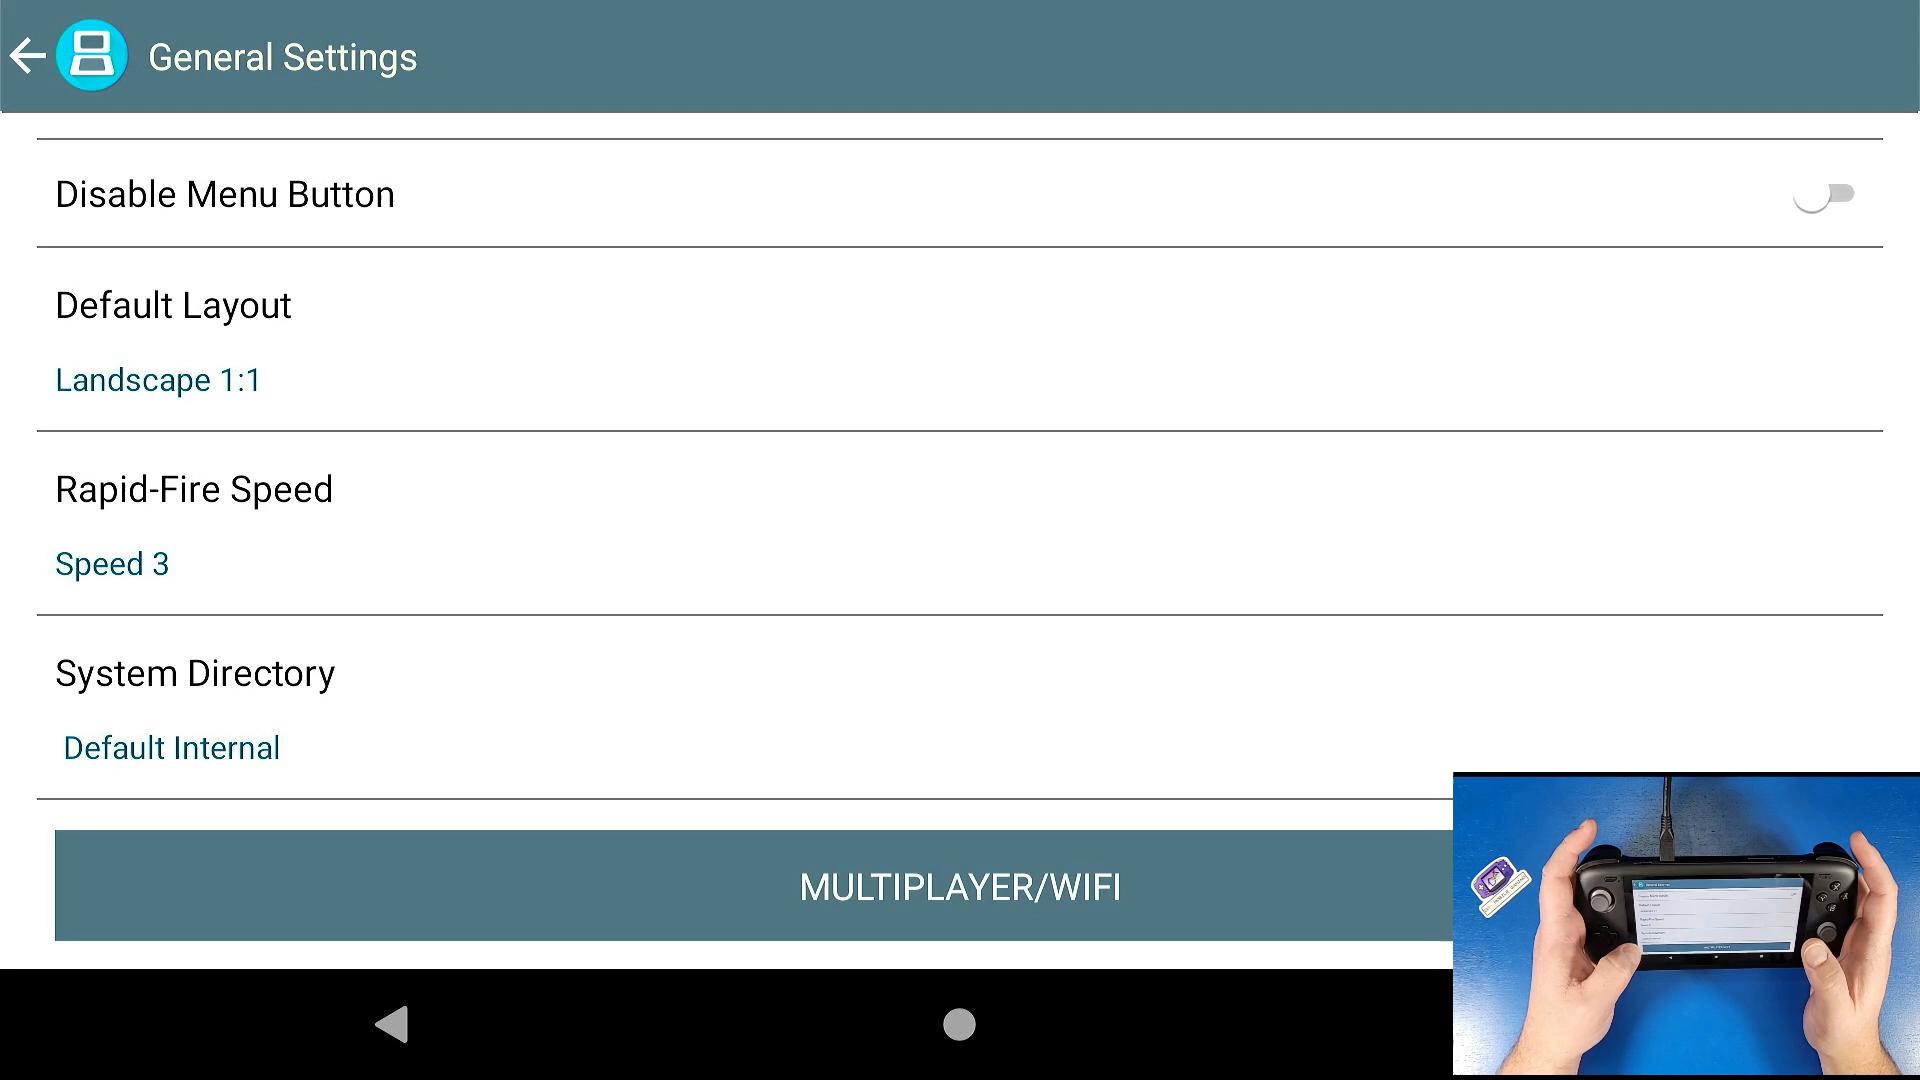 General Settings
Disable Menu Button
Default Layout
Landscape 1:1
Rapid-Fire Speed
Speed 3
System Directory
Default Internal
MULTIPLAYER/WIFI